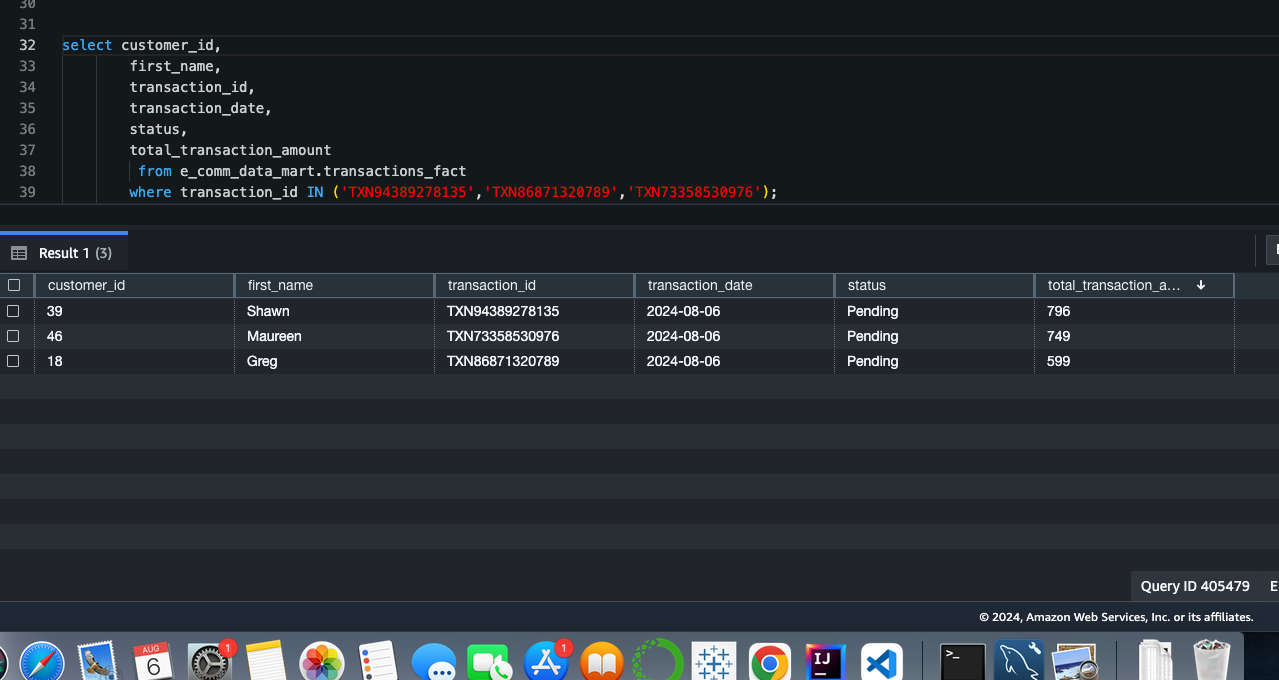 30
31
32 select customer_id,
33 first_name,
34 transaction_id,
35 transaction_date,
36 status,
37 total_transaction_amount
38 from e_comm_data_mart.transactions_fact
39 where transaction_id IN ('TXN94389278135','TXN86871320789','TXN73358530976');
Result 1 (3)
customer_id first_name transaction_id transaction_date status total_transaction_a...
39 Shawn TXN94389278135 2024-08-06 Pending 796
46 Maureen TXN73358530976 2024-08-06 Pending 749
18 Greg TXN86871320789 2024-08-06 Pending 599
Query ID 405479 E
© 2024, Amazon Web Services, Inc. or its affiliates.
AUG 1 1 IJ >_
6